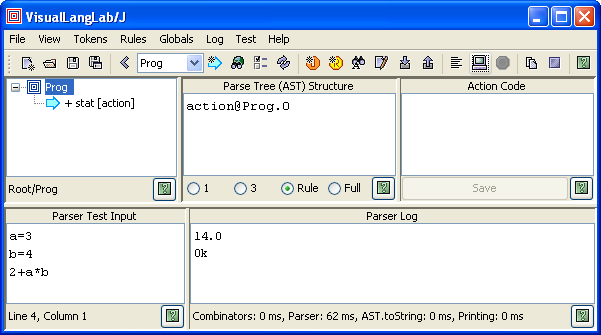 VisualLangLab/J
File View Tokens Rules Globals Log Test Help
Prog
Prog
+ stat [action]
Root/Prog
Parse Tree (AST) Structure
action@Prog.0
1 3 Rule Full
Action Code
Save
Parser Test Input
a=3
b=4
2+a*b
Line 4, Column 1
Parser Log
14.0
0k
Combinators: 0 ms, Parser: 62 ms, AST.toString: 0 ms, Printing: 0 ms